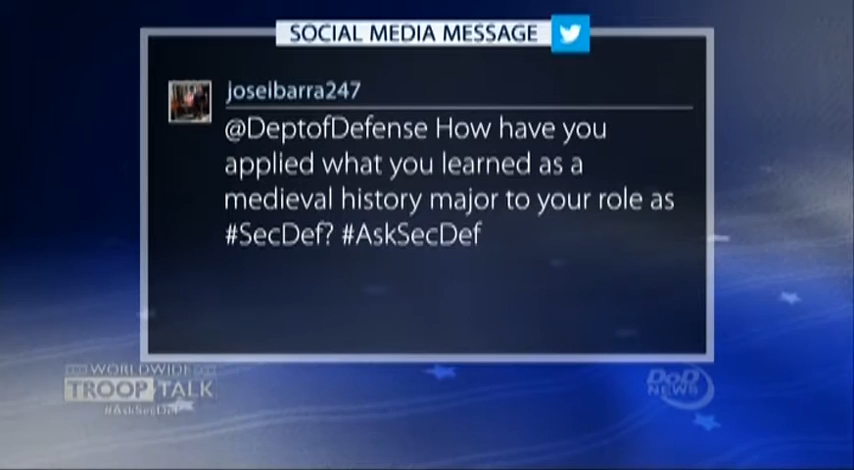 SOCIAL MEDIA MESSAGE
joseibarra247
@DeptofDefense How have you
applied what you learned as a
medieval history major to your role as
#SecDef? #AskSecDef
WORLDWIDE
TROOP TALK
#AskSecDef
DoD
NEWS